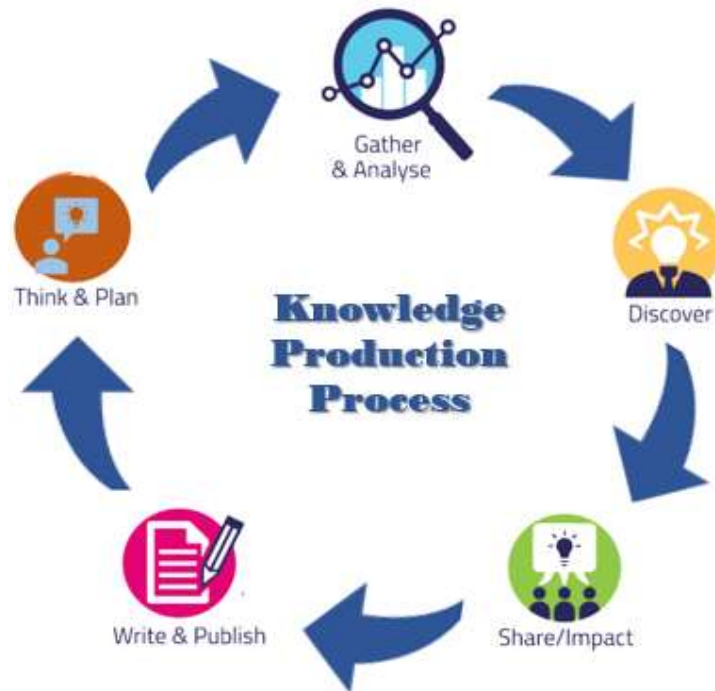 Gather
& Analyse
Think & Plan
Discover
Knowledge
Production
Process
Write & Publish
Share/Impact